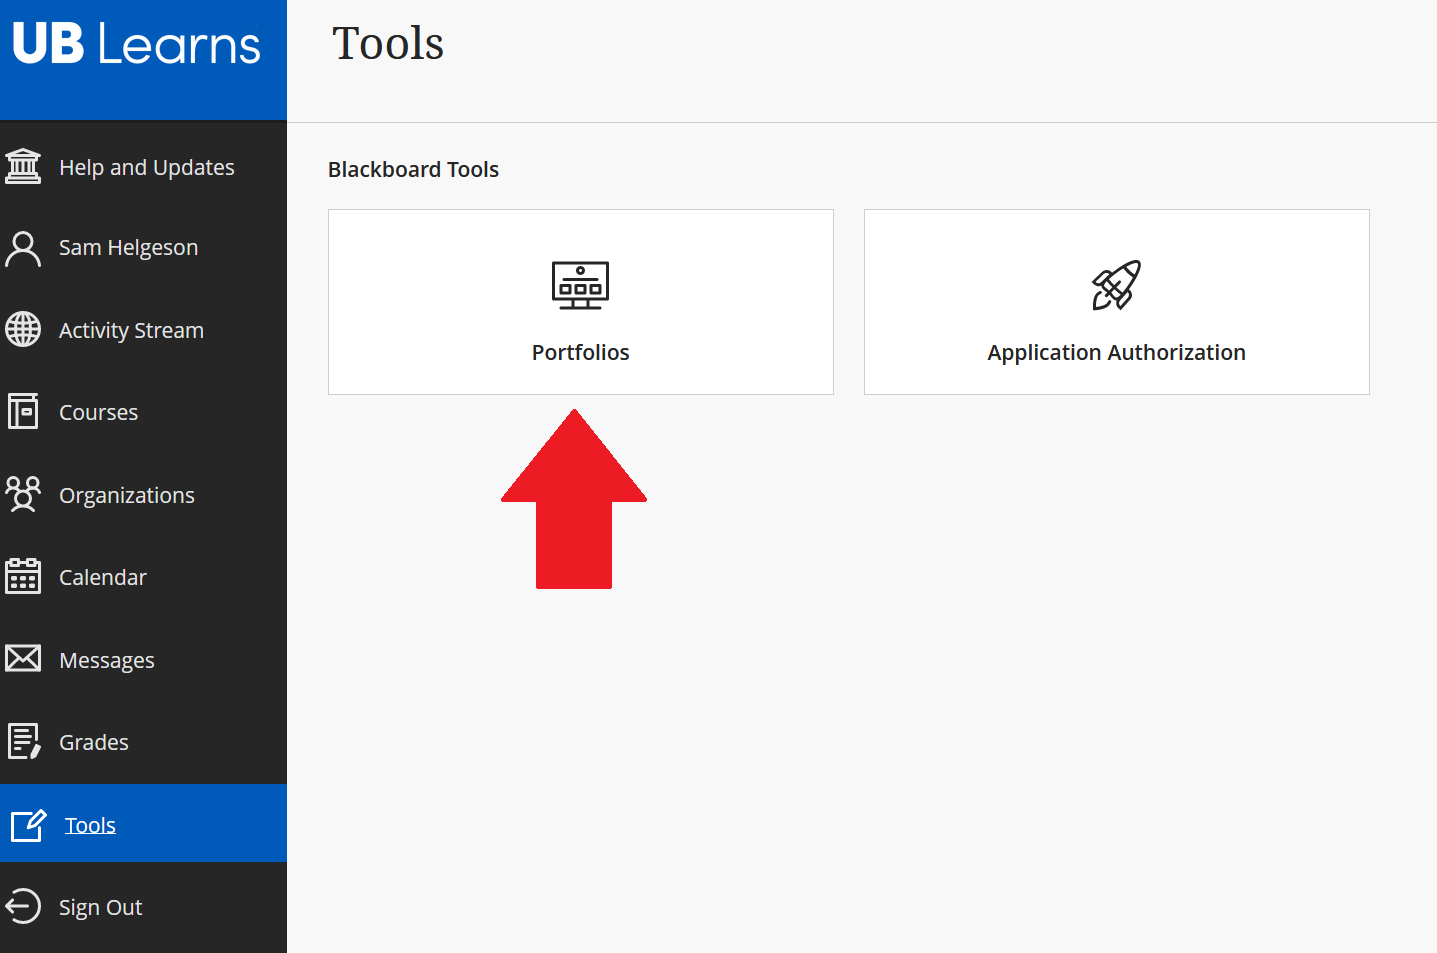 UB Learns
Help and Updates
Sam Helgeson
Activity Stream
Courses
Organizations
Calendar
Messages
Grades
Tools
Sign Out
Tools
Blackboard Tools
Portfolios
Application Authorization